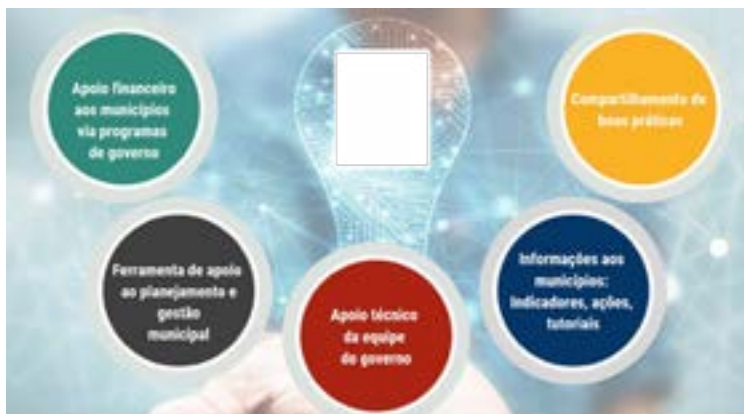 Apoio financeiro
aos municípios
via programas
de governo
Compartilhamento de
boas práticas
Ferramenta de apoio
ao planejamento e
gestão
municipal
Apoio técnico
da equipe
do governo
Informações aos
municípios:
Indicadores, ações,
tutoriais